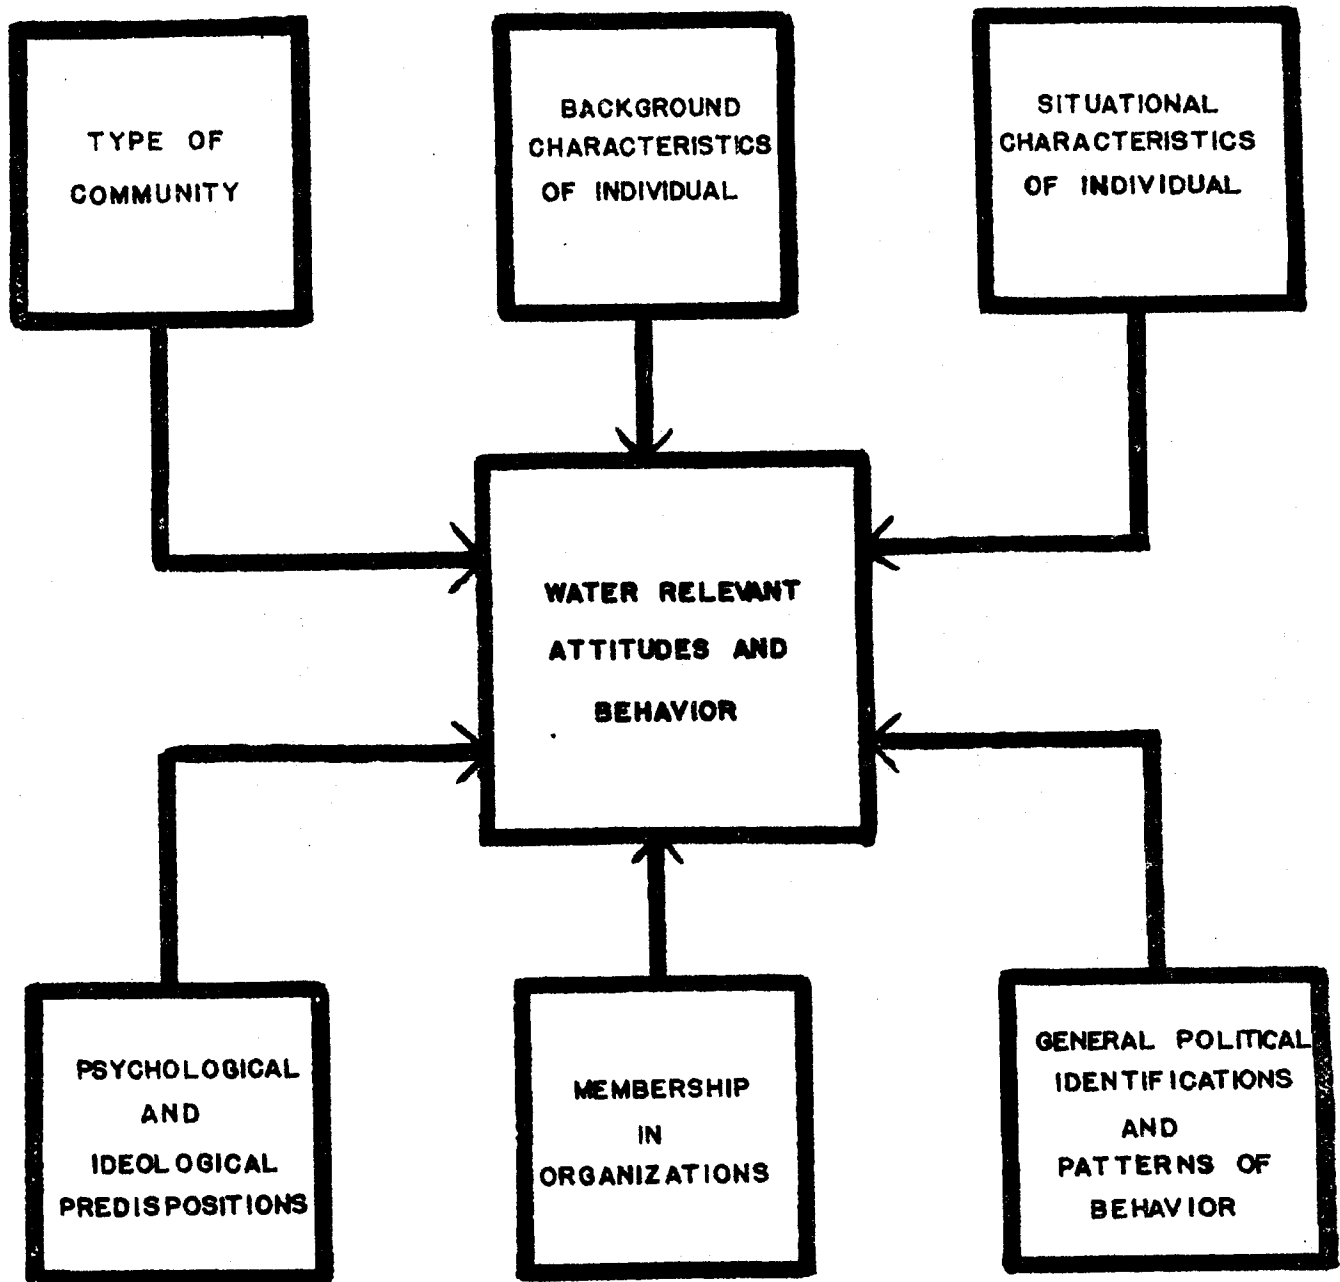 TYPE OF
COMMUNITY
BACKGROUND
CHARACTERISTICS
OF INDIVIDUAL
SITUATIONAL
CHARACTERISTICS
OF INDIVIDUAL
WATER RELEVANT
ATTITUDES AND
BEHAVIOR
PSYCHOLOGICAL
AND
IDEOLOGICAL
PREDISPOSITIONS
MEMBERSHIP
IN
ORGANIZATIONS
GENERAL POLITICAL
IDENTIFICATIONS
AND
PATTERNS OF
BEHAVIOR